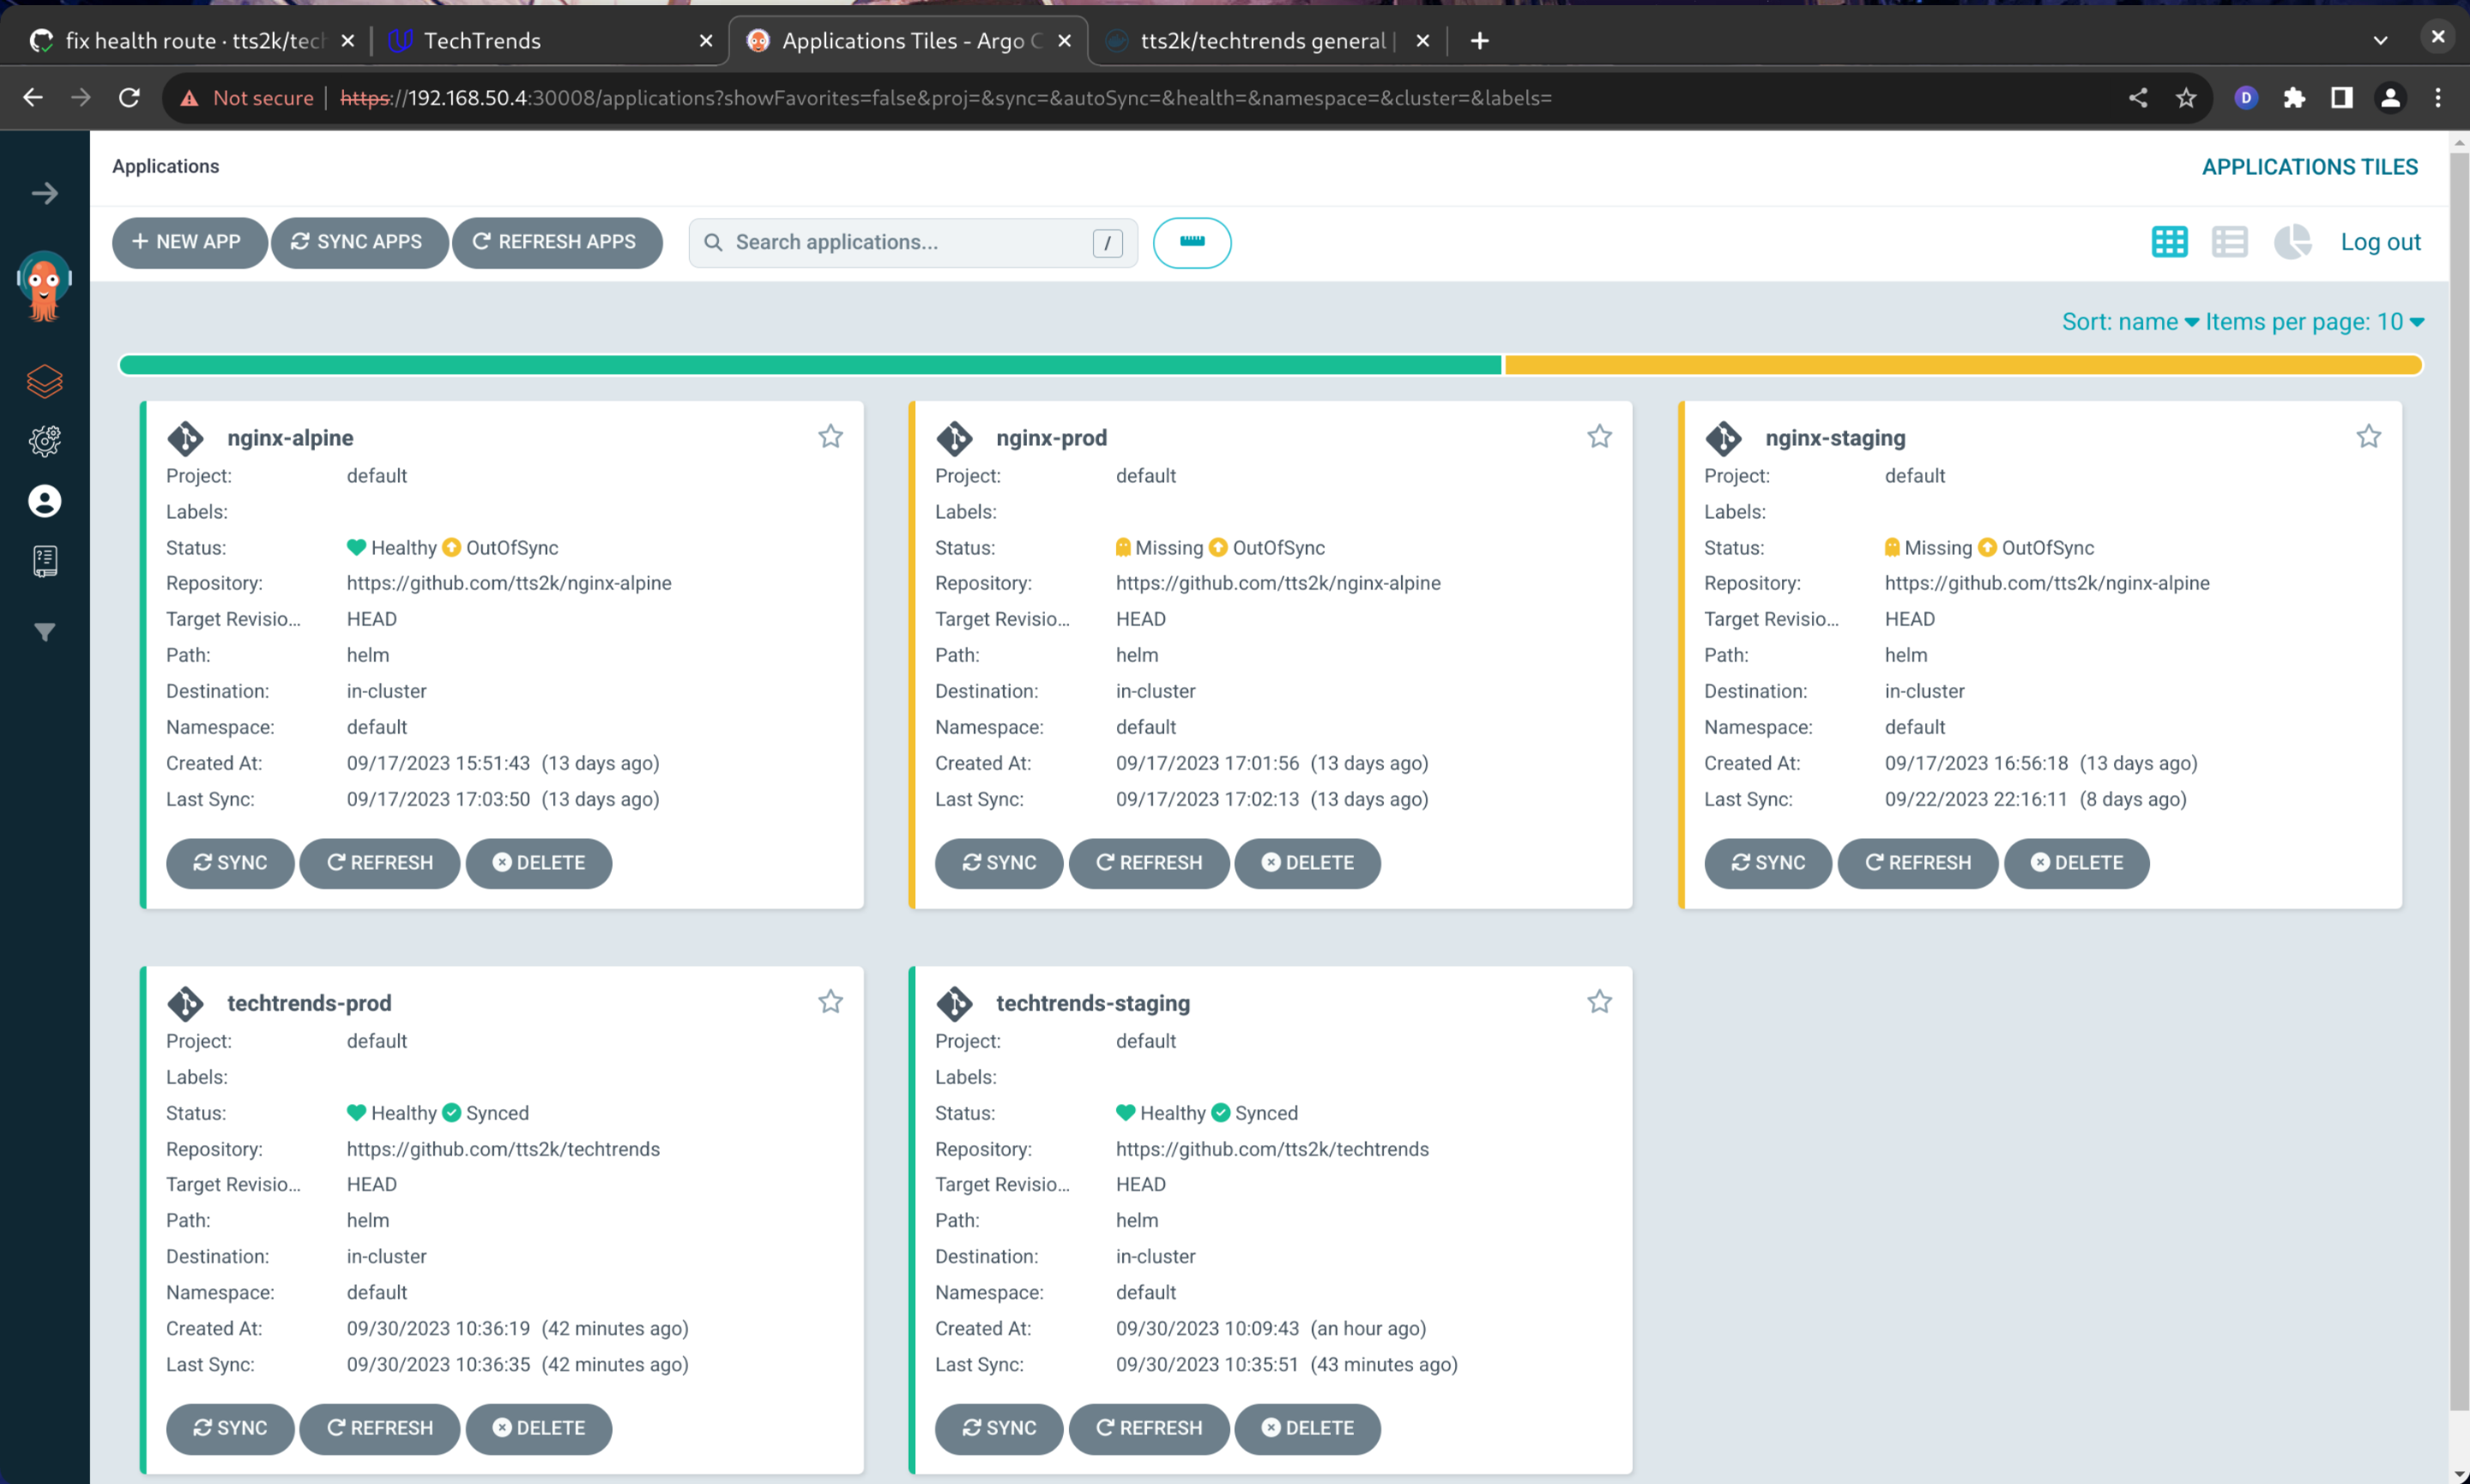 fix health route · tts2k/tech
TechTrends
Applications Tiles - Argo C
tts2k/techtrends general |
Not secure https://192.168.50.4:30008/applications?showFavorites=false&proj=&sync=&autoSync=&health=&namespace=&cluster=&labels=
D
Applications
APPLICATIONS TILES
NEW APP SYNC APPS REFRESH APPS Search applications... / Log out
Sort: name Items per page: 10
nginx-alpine
Project: default
Labels:
Status: Healthy OutOfSync
Repository: https://github.com/tts2k/nginx-alpine
Target Revisio... HEAD
Path: helm
Destination: in-cluster
Namespace: default
Created At: 09/17/2023 15:51:43 (13 days ago)
Last Sync: 09/17/2023 17:03:50 (13 days ago)
SYNC REFRESH DELETE
nginx-prod
Project: default
Labels:
Status: Missing OutOfSync
Repository: https://github.com/tts2k/nginx-alpine
Target Revisio... HEAD
Path: helm
Destination: in-cluster
Namespace: default
Created At: 09/17/2023 17:01:56 (13 days ago)
Last Sync: 09/17/2023 17:02:13 (13 days ago)
SYNC REFRESH DELETE
nginx-staging
Project: default
Labels:
Status: Missing OutOfSync
Repository: https://github.com/tts2k/nginx-alpine
Target Revisio... HEAD
Path: helm
Destination: in-cluster
Namespace: default
Created At: 09/17/2023 16:56:18 (13 days ago)
Last Sync: 09/22/2023 22:16:11 (8 days ago)
SYNC REFRESH DELETE
techtrends-prod
Project: default
Labels:
Status: Healthy Synced
Repository: https://github.com/tts2k/techtrends
Target Revisio... HEAD
Path: helm
Destination: in-cluster
Namespace: default
Created At: 09/30/2023 10:36:19 (42 minutes ago)
Last Sync: 09/30/2023 10:36:35 (42 minutes ago)
SYNC REFRESH DELETE
techtrends-staging
Project: default
Labels:
Status: Healthy Synced
Repository: https://github.com/tts2k/techtrends
Target Revisio... HEAD
Path: helm
Destination: in-cluster
Namespace: default
Created At: 09/30/2023 10:09:43 (an hour ago)
Last Sync: 09/30/2023 10:35:51 (43 minutes ago)
SYNC REFRESH DELETE